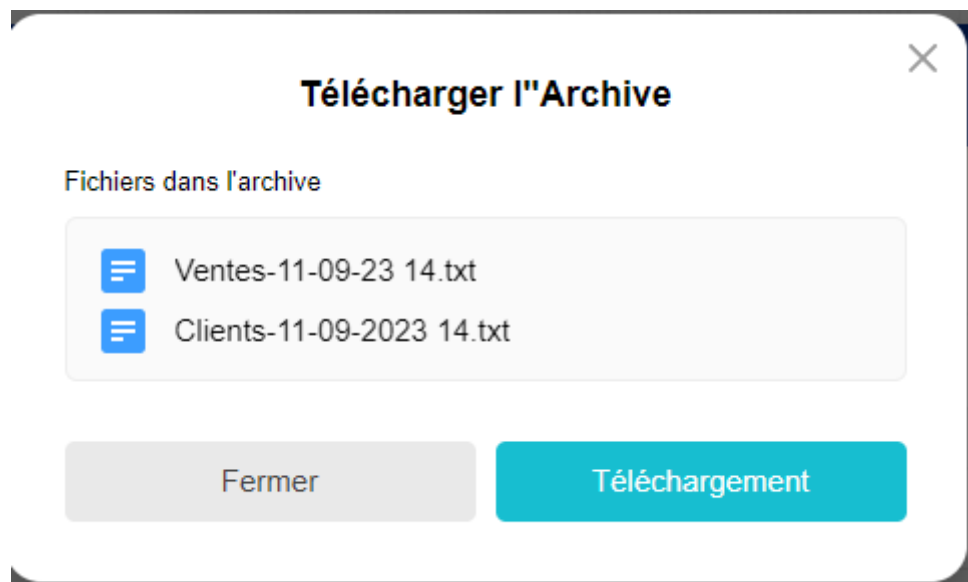 Télécharger l''Archive
Fichiers dans l'archive
Ventes-11-09-23 14.txt
Clients-11-09-2023 14.txt
Fermer
Téléchargement